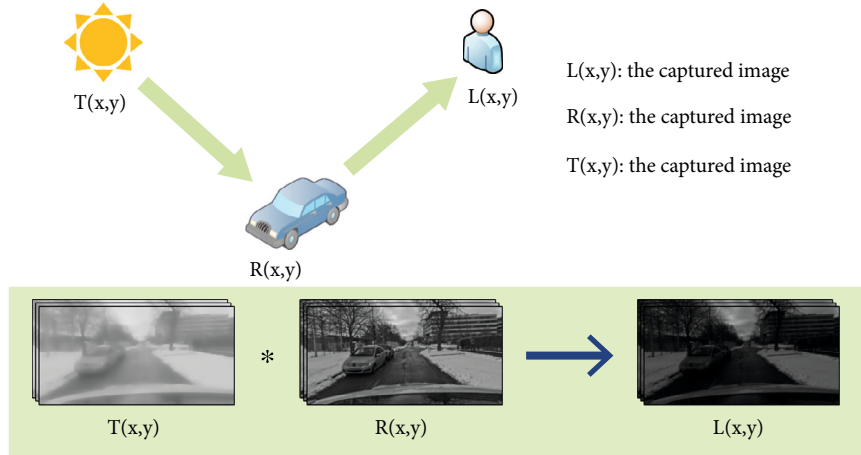 T(x,y)
L(x,y)
R(x,y)
L(x,y): the captured image
R(x,y): the captured image
T(x,y): the captured image
*
T(x,y)
R(x,y)
L(x,y)